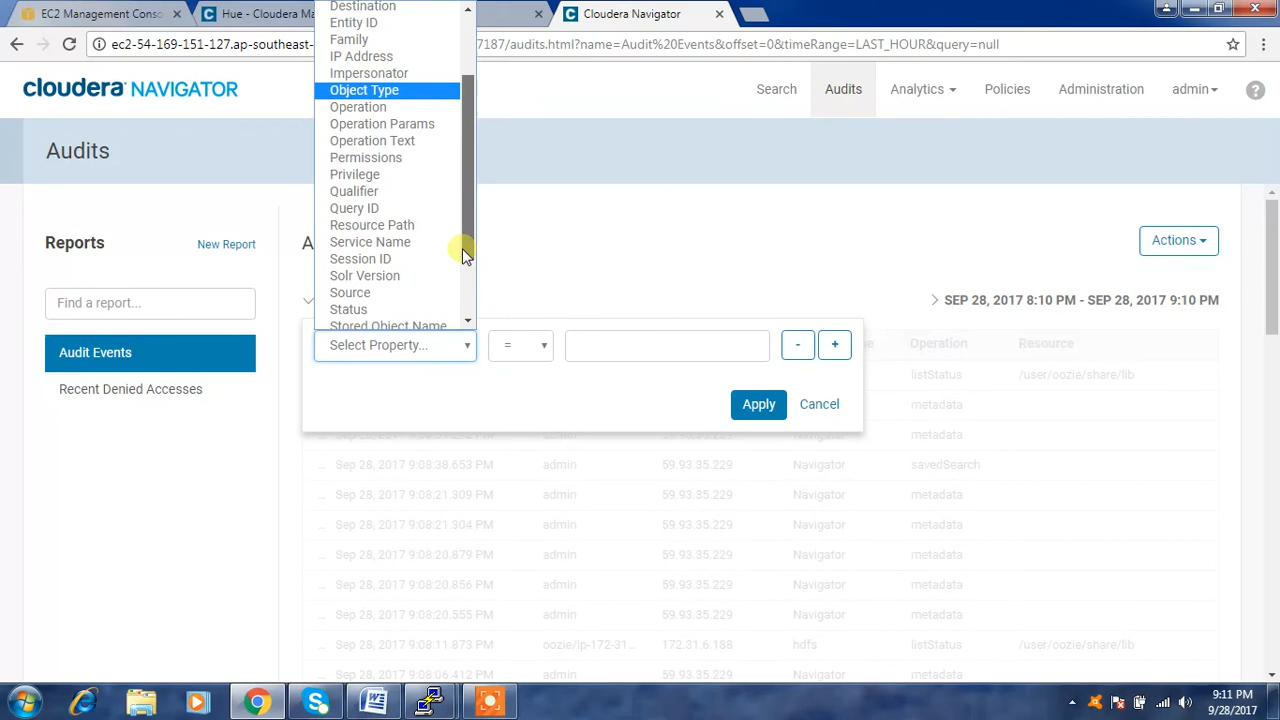 EC2 Management Conso
Hue - Cloudera Ma
Cloudera Navigator
ec2-54-169-151-127.ap-southeast-
7187/audits.html?name=Audit%20Events&offset=0&timeRange=LAST_HOUR&query=null
cloudera NAVIGATOR
Search
Audits
Analytics
Policies
Administration
admin
?
Audits
Destination
Entity ID
Family
IP Address
Impersonator
Object Type
Operation
Operation Params
Operation Text
Permissions
Privilege
Qualifier
Query ID
Resource Path
Service Name
Session ID
Solr Version
Source
Status
Stored Object Name
Reports
New Report
A
Actions
Find a report...
SEP 28, 2017 8:10 PM - SEP 28, 2017 9:10 PM
Audit Events
Recent Denied Accesses
Select Property...
=
-
+
Apply
Cancel
Operation Resource
listStatus /user/oozie/share/lib
metadata
metadata
... Sep 28, 2017 9:08:38.653 PM admin 59.93.35.229 Navigator savedSearch
... Sep 28, 2017 9:08:21.309 PM admin 59.93.35.229 Navigator metadata
... Sep 28, 2017 9:08:21.304 PM admin 59.93.35.229 Navigator metadata
... Sep 28, 2017 9:08:20.879 PM admin 59.93.35.229 Navigator metadata
... Sep 28, 2017 9:08:20.856 PM admin 59.93.35.229 Navigator metadata
... Sep 28, 2017 9:08:20.555 PM admin 59.93.35.229 Navigator metadata
... Sep 28, 2017 9:08:11.873 PM oozie/ip-172-31... 172.31.6.188 hdfs listStatus /user/oozie/share/lib
... Sep 28, 2017 9:08:06.412 PM admin 59.93.35.229 Navigator metadata
9:11 PM
9/28/2017